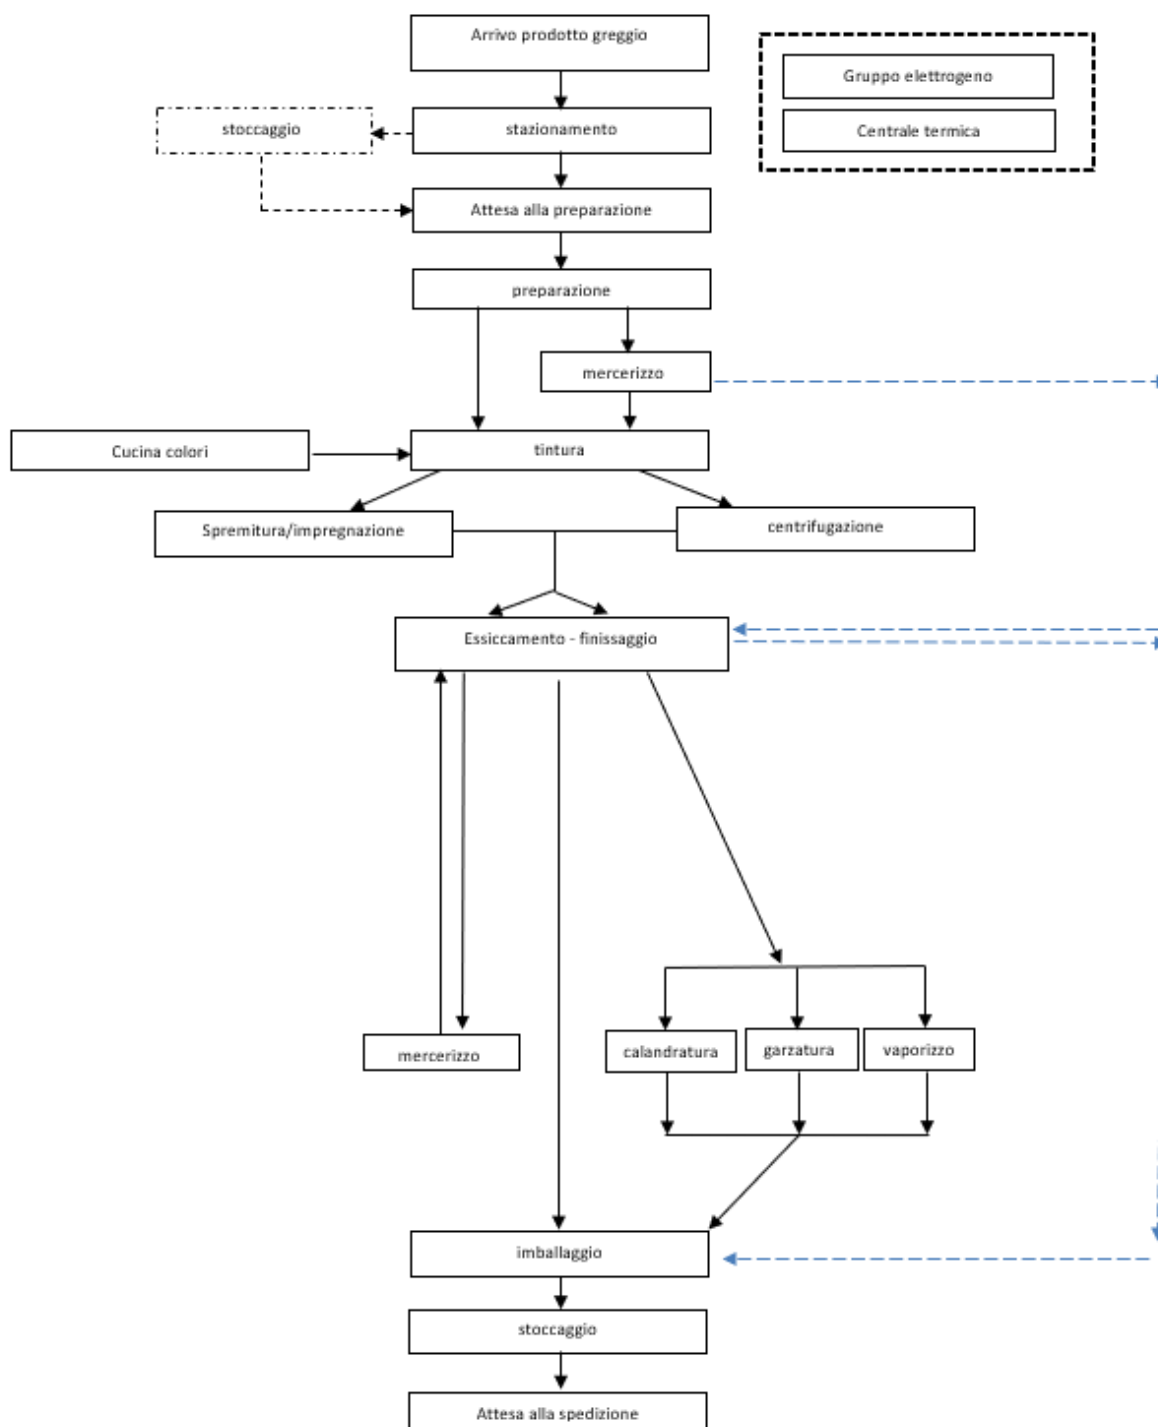 Arrivo prodotto greggio
Gruppo elettrogeno
stoccaggio
stazionamento
Centrale termica
Attesa alla preparazione
preparazione
mercerizzo
Cucina colori
tintura
Spremitura/impregnazione
centrifugazione
Essiccamento - finissaggio
mercerizzo
calandratura
garzatura
vaporizzo
imballaggio
stoccaggio
Attesa alla spedizione